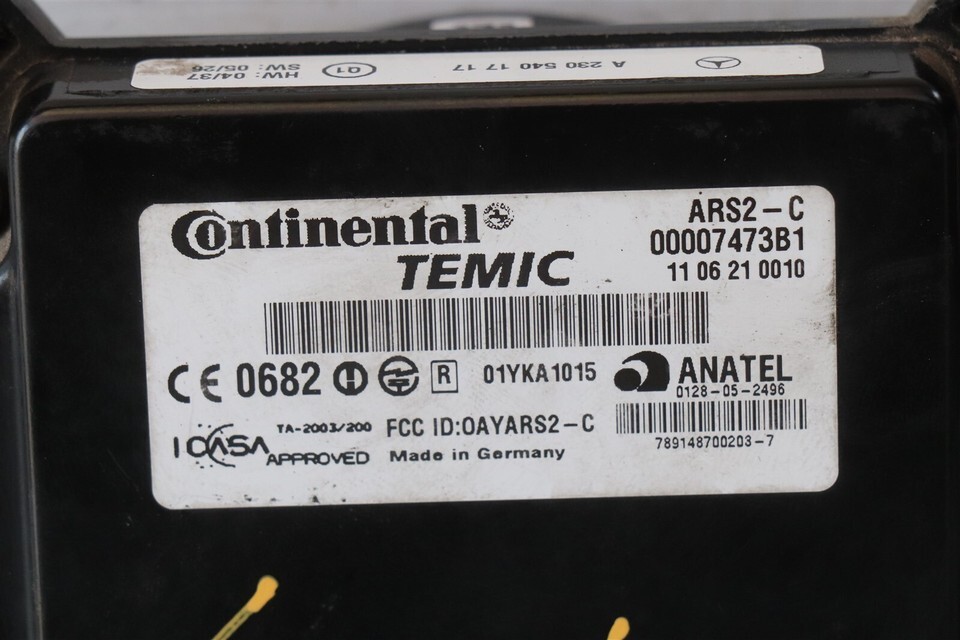 HW: 04/37
SW: 05/26
Q1
A 230 540 17 17
Continental
TEMIC
ARS2-C
00007473B1
11 06 21 0010
CE 0682
R
01YKA1015
ANATEL
0128-05-2496
ICASA
TA-2003/200
APPROVED
FCC ID:OAYARS2-C
Made in Germany
789148700203-7